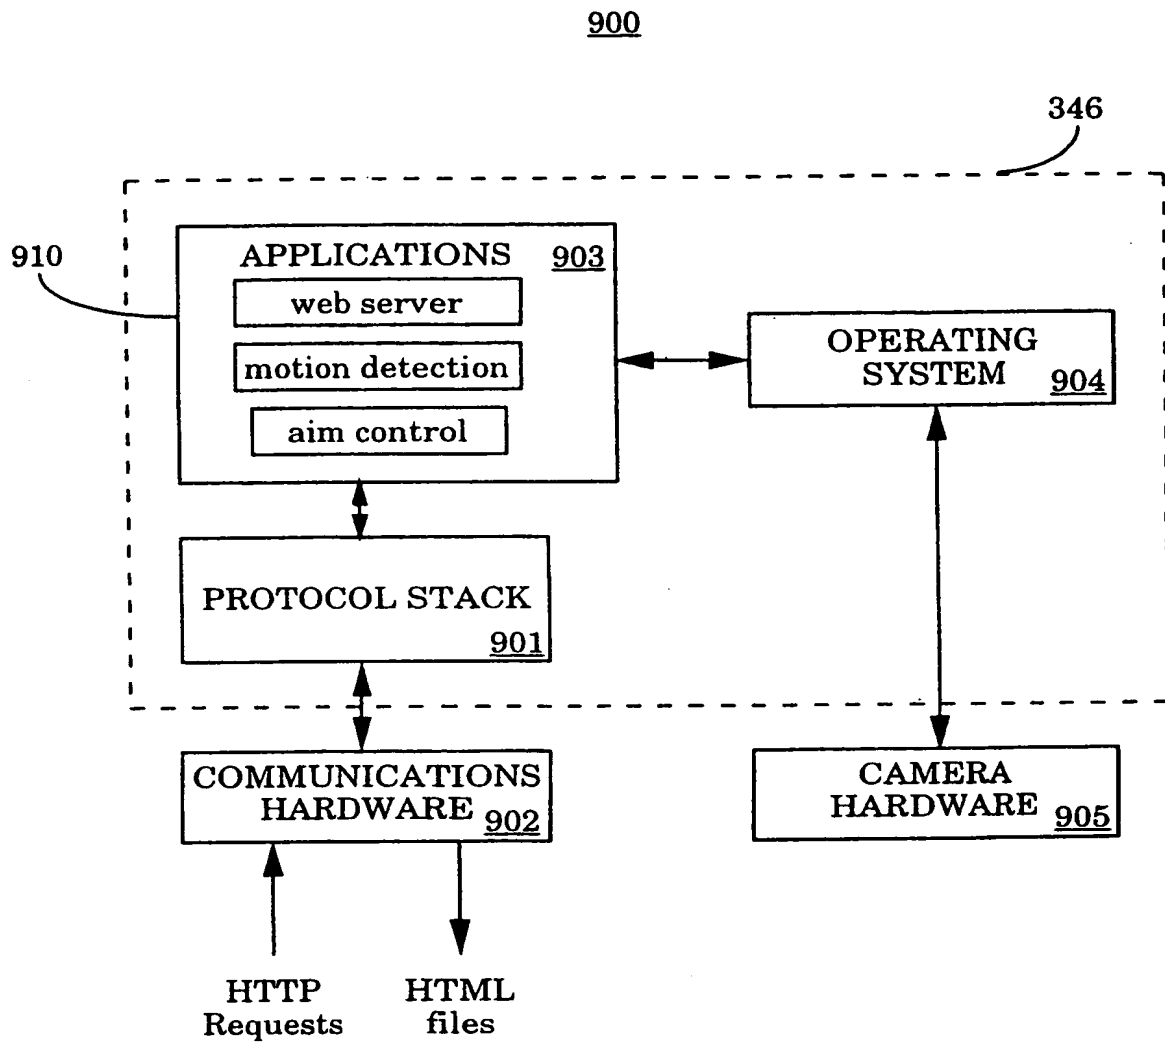 900
346
910
APPLICATIONS 903
web server
motion detection
aim control
OPERATING
SYSTEM 904
PROTOCOL STACK
901
COMMUNICATIONS
HARDWARE 902
CAMERA
HARDWARE 905
HTTP
Requests
HTML
files